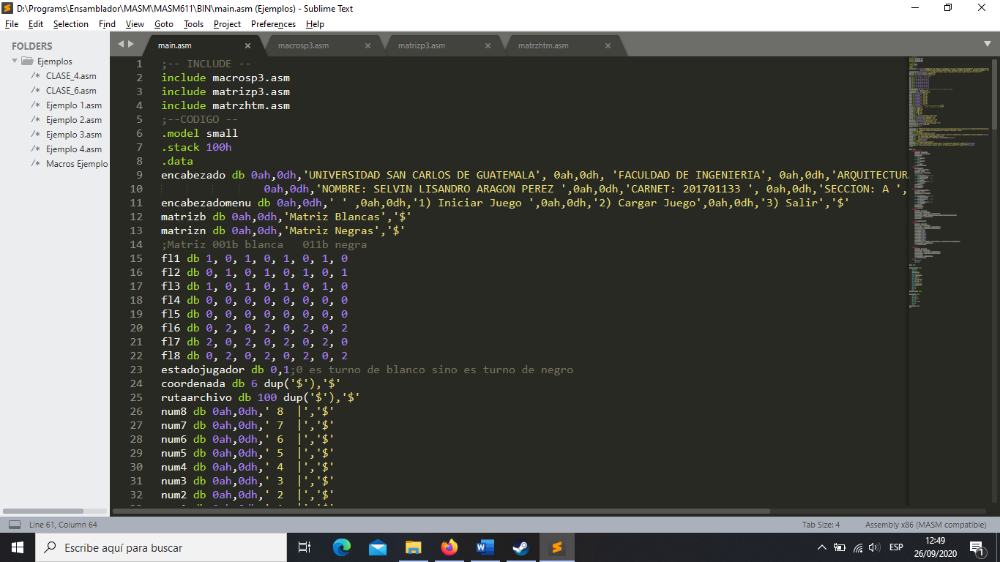 D:\Programs\Ensamblador\MASM\MASM611\BIN\main.asm (Ejemplos) - Sublime Text
File Edit Selection Find View Goto Tools Project Preferences Help
FOLDERS
Ejemplos
/* CLASE_4.asm
/* CLASE_6.asm
/* Ejemplo 1.asm
/* Ejemplo 2.asm
/* Ejemplo 3.asm
/* Ejemplo 4.asm
/* Macros Ejemplo
main.asm × macrosp3.asm × matrizp3.asm × matrzhtm.asm ×
1 ;-- INCLUDE --
2 include macrosp3.asm
3 include matrizp3.asm
4 include matrzhtm.asm
5 ;--CODIGO --
6 .model small
7 .stack 100h
8 .data
9 encabezado db 0ah,0dh,'UNIVERSIDAD SAN CARLOS DE GUATEMALA', 0ah,0dh, 'FACULDAD DE INGENIERIA', 0ah,0dh,'ARQUITECTURA
10 0ah,0dh,'NOMBRE: SELVIN LISANDRO ARAGON PEREZ ',0ah,0dh,'CARNET: 201701133 ', 0ah,0dh,'SECCION: A ',
11 encabezadomenu db 0ah,0dh,' ' ,0ah,0dh,'1) Iniciar Juego ',0ah,0dh,'2) Cargar Juego',0ah,0dh,'3) Salir','$'
12 matrizb db 0ah,0dh,'Matriz Blancas','$'
13 matrizn db 0ah,0dh,'Matriz Negras','$'
14 ;Matriz 001b blanca   011b negra
15 fl1 db 1, 0, 1, 0, 1, 0, 1, 0
16 fl2 db 0, 1, 0, 1, 0, 1, 0, 1
17 fl3 db 1, 0, 1, 0, 1, 0, 1, 0
18 fl4 db 0, 0, 0, 0, 0, 0, 0, 0
19 fl5 db 0, 0, 0, 0, 0, 0, 0, 0
20 fl6 db 0, 2, 0, 2, 0, 2, 0, 2
21 fl7 db 2, 0, 2, 0, 2, 0, 2, 0
22 fl8 db 0, 2, 0, 2, 0, 2, 0, 2
23 estadojugador db 0,1;0 es turno de blanco sino es turno de negro
24 coordenada db 6 dup('$'),'$'
25 rutaarchivo db 100 dup('$'),'$'
26 num8 db 0ah,0dh,' 8  |','$'
27 num7 db 0ah,0dh,' 7  |','$'
28 num6 db 0ah,0dh,' 6  |','$'
29 num5 db 0ah,0dh,' 5  |','$'
30 num4 db 0ah,0dh,' 4  |','$'
31 num3 db 0ah,0dh,' 3  |','$'
32 num2 db 0ah,0dh,' 2  |','$'
Line 61, Column 64 Tab Size: 4 Assembly x86 (MASM compatible)
Escribe aquí para buscar
ESP
12:49
26/09/2020
1